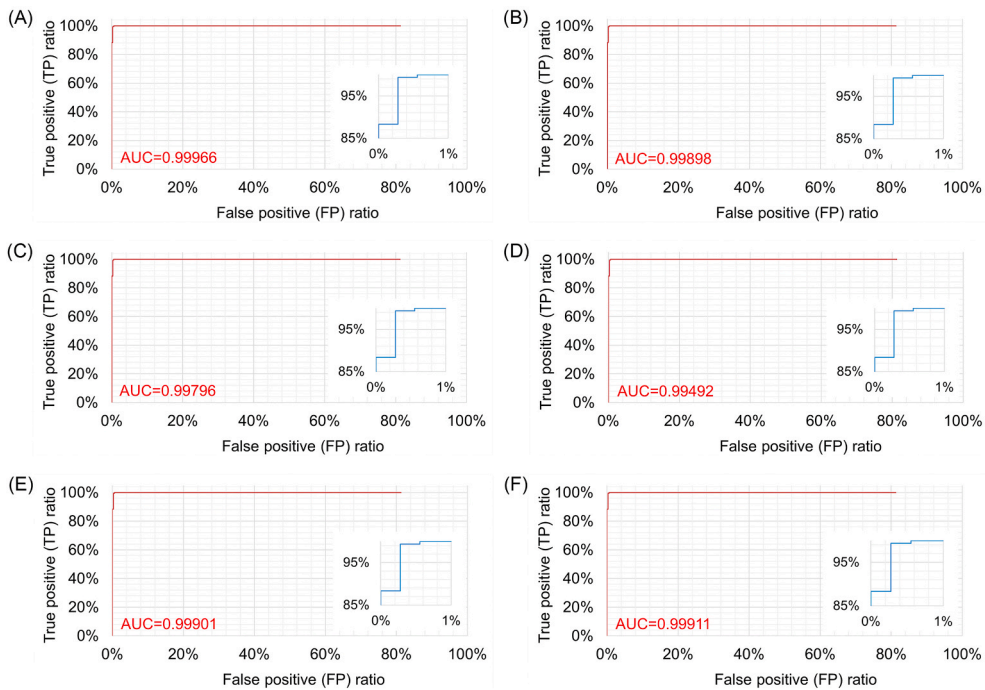 (A)
True positive (TP) ratio
100%
80%
60%
40%
20%
0%
AUC=0.99966
95%
85%
0% 1%
0% 20% 40% 60% 80% 100%
False positive (FP) ratio
(B)
True positive (TP) ratio
100%
80%
60%
40%
20%
0%
AUC=0.99898
95%
85%
0% 1%
0% 20% 40% 60% 80% 100%
False positive (FP) ratio
(C)
True positive (TP) ratio
100%
80%
60%
40%
20%
0%
AUC=0.99796
95%
85%
0% 1%
0% 20% 40% 60% 80% 100%
False positive (FP) ratio
(D)
True positive (TP) ratio
100%
80%
60%
40%
20%
0%
AUC=0.99492
95%
85%
0% 1%
0% 20% 40% 60% 80% 100%
False positive (FP) ratio
(E)
True positive (TP) ratio
100%
80%
60%
40%
20%
0%
AUC=0.99901
95%
85%
0% 1%
0% 20% 40% 60% 80% 100%
False positive (FP) ratio
(F)
True positive (TP) ratio
100%
80%
60%
40%
20%
0%
AUC=0.99911
95%
85%
0% 1%
0% 20% 40% 60% 80% 100%
False positive (FP) ratio